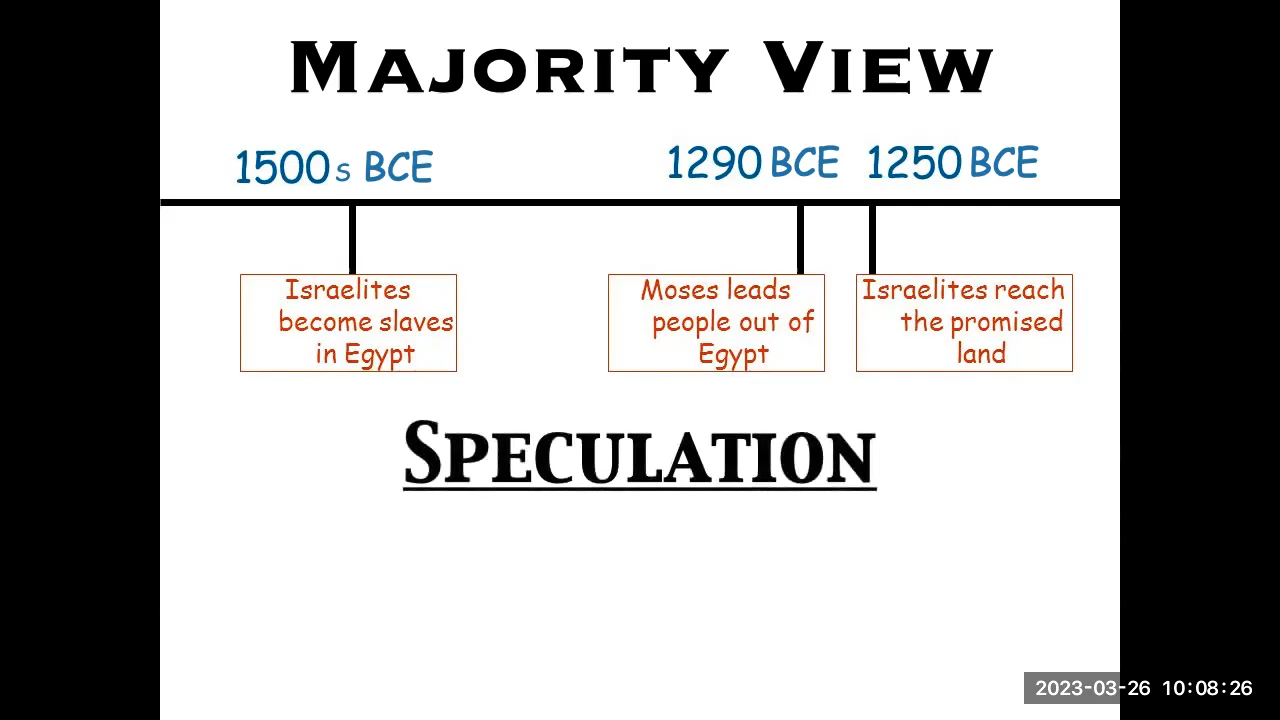 MAJORITY VIEW
1500s BCE 1290 BCE 1250 BCE
Israelites
become slaves
in Egypt
Moses leads
people out of
Egypt
Israelites reach
the promised
land
SPECULATION
2023-03-26 10:08:26